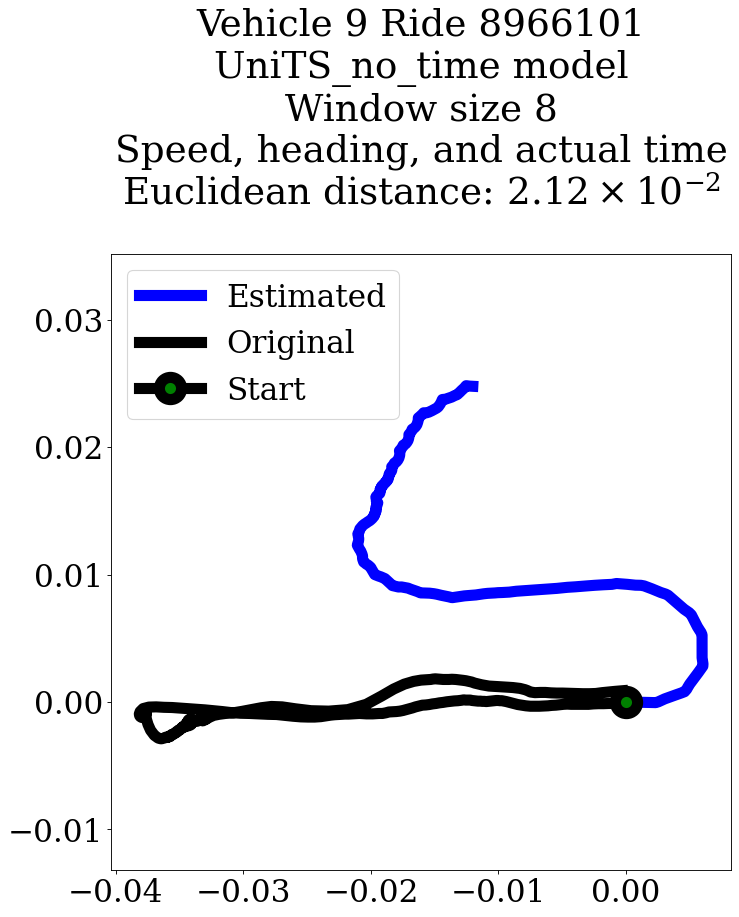 Vehicle 9 Ride 8966101
UniTS_no_time model
Window size 8
Speed, heading, and actual time
Euclidean distance: 2.12 × 10⁻²
Estimated
Original
Start
0.03
0.02
0.01
0.00
−0.01
−0.04 −0.03 −0.02 −0.01 0.00